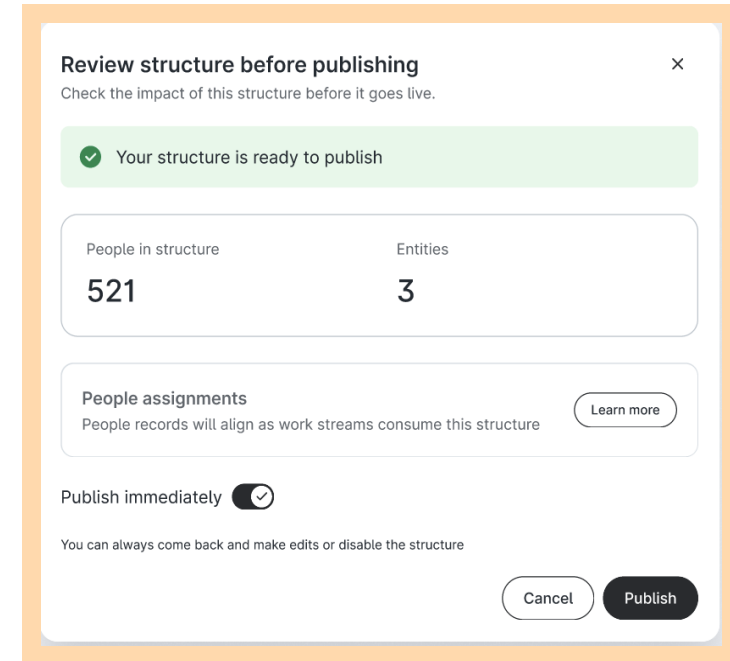 Review structure before publishing
Check the impact of this structure before it goes live.
Your structure is ready to publish
People in structure
Entities
521
3
People assignments
People records will align as work streams consume this structure
Learn more
Publish immediately
You can always come back and make edits or disable the structure
Cancel
Publish